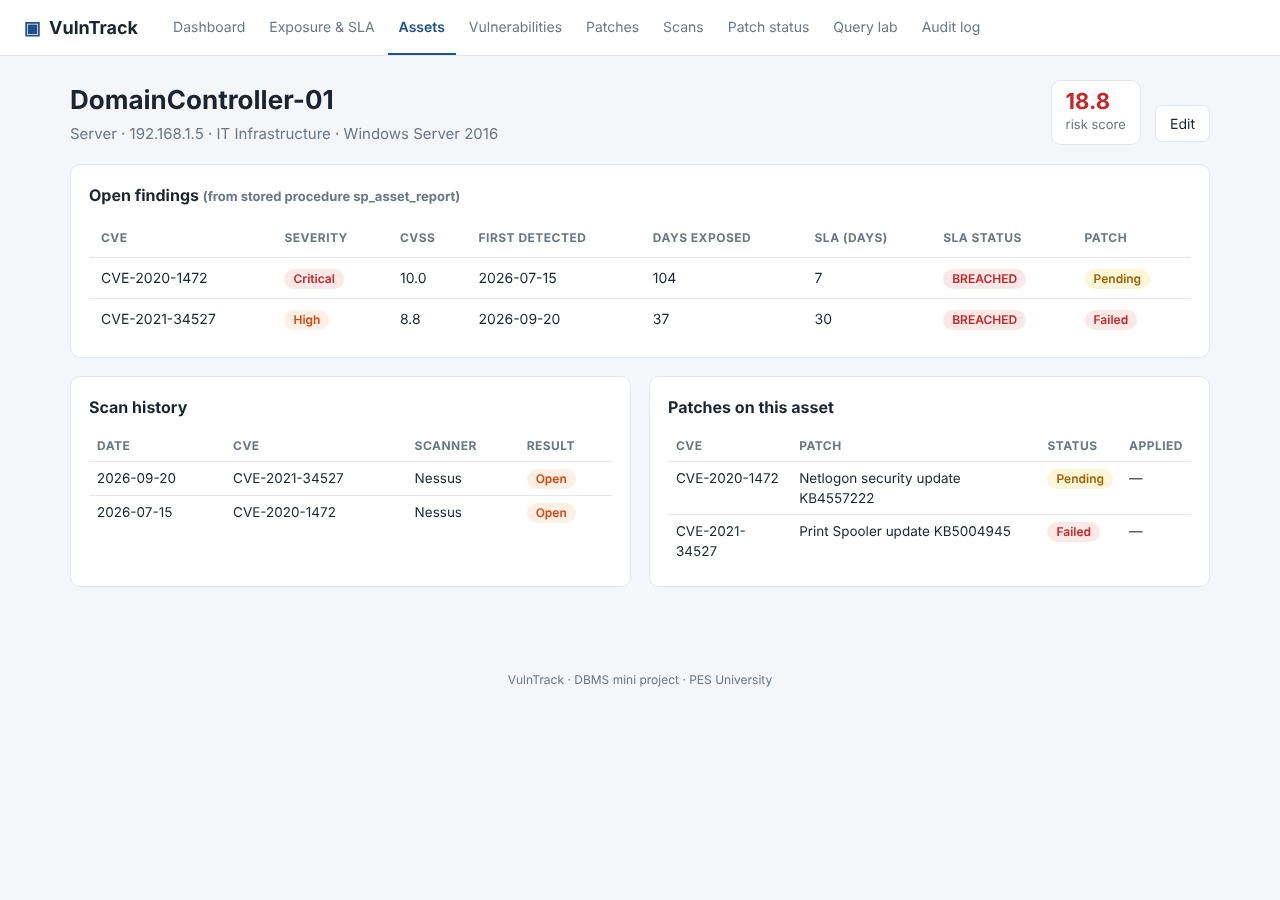 ▣ VulnTrack Dashboard Exposure & SLA Assets Vulnerabilities Patches Scans Patch status Query lab Audit log
DomainController-01
Server · 192.168.1.5 · IT Infrastructure · Windows Server 2016
18.8
risk score
Edit
Open findings (from stored procedure sp_asset_report)
CVE SEVERITY CVSS FIRST DETECTED DAYS EXPOSED SLA (DAYS) SLA STATUS PATCH
CVE-2020-1472 Critical 10.0 2026-07-15 104 7 BREACHED Pending
CVE-2021-34527 High 8.8 2026-09-20 37 30 BREACHED Failed
Scan history
DATE CVE SCANNER RESULT
2026-09-20 CVE-2021-34527 Nessus Open
2026-07-15 CVE-2020-1472 Nessus Open
Patches on this asset
CVE PATCH STATUS APPLIED
CVE-2020-1472 Netlogon security update Pending —
KB4557222
CVE-2021- Print Spooler update KB5004945 Failed —
34527
VulnTrack · DBMS mini project · PES University